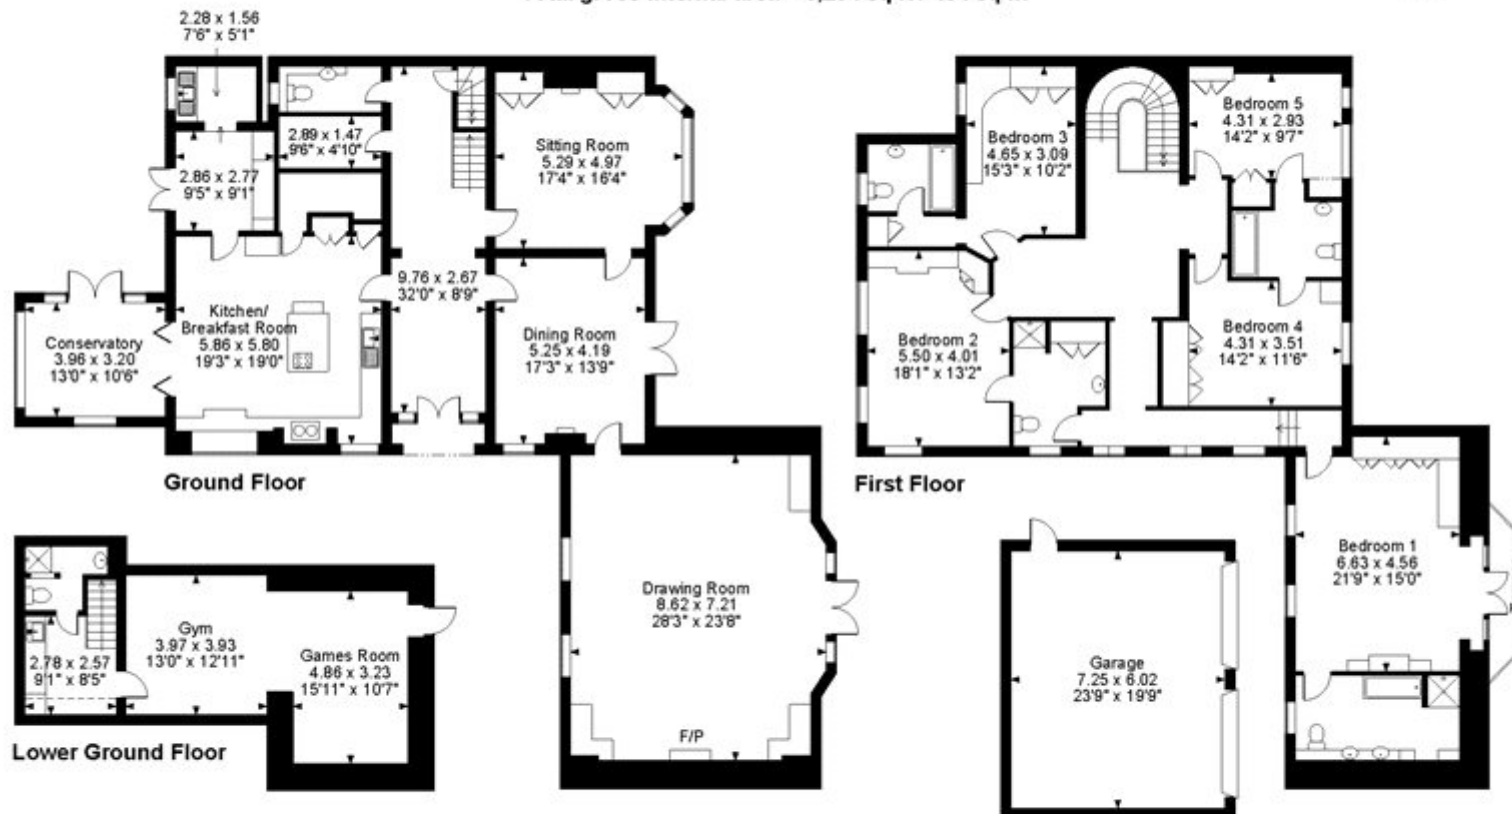 2.28 x 1.56
7'6" x 5'1"
2.89 x 1.47
9'6" x 4'10"
2.86 x 2.77
9'5" x 9'1"
Sitting Room
5.29 x 4.97
17'4" x 16'4"
9.76 x 2.67
32'0" x 8'9"
Kitchen/
Breakfast Room
5.86 x 5.80
19'3" x 19'0"
Conservatory
3.96 x 3.20
13'0" x 10'6"
Dining Room
5.25 x 4.19
17'3" x 13'9"
Ground Floor
Drawing Room
8.62 x 7.21
28'3" x 23'8"
F/P
Gym
3.97 x 3.93
13'0" x 12'11"
Games Room
4.86 x 3.23
15'11" x 10'7"
2.78 x 2.57
9'1" x 8'5"
Lower Ground Floor
Bedroom 3
4.65 x 3.09
15'3" x 10'2"
Bedroom 5
4.31 x 2.93
14'2" x 9'7"
Bedroom 2
5.50 x 4.01
18'1" x 13'2"
Bedroom 4
4.31 x 3.51
14'2" x 11'6"
First Floor
Bedroom 1
6.63 x 4.56
21'9" x 15'0"
Garage
7.25 x 6.02
23'9" x 19'9"